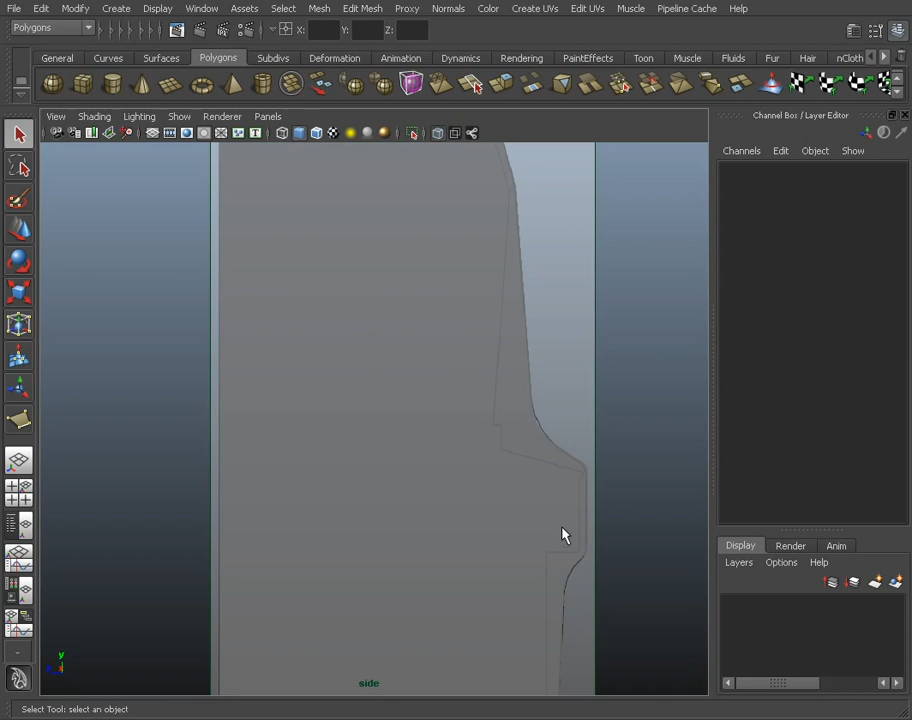 File Edit Modify Create Display Window Assets Select Mesh Edit Mesh Proxy Normals Color Create UVs Edit UVs Muscle Pipeline Cache Help
Polygons X: Y: Z:
General Curves Surfaces Polygons Subdivs Deformation Animation Dynamics Rendering PaintEffects Toon Muscle Fluids Fur Hair nCloth
View Shading Lighting Show Renderer Panels
Channel Box / Layer Editor
Channels Edit Object Show
Display Render Anim
Layers Options Help
y
side
Select Tool: select an object